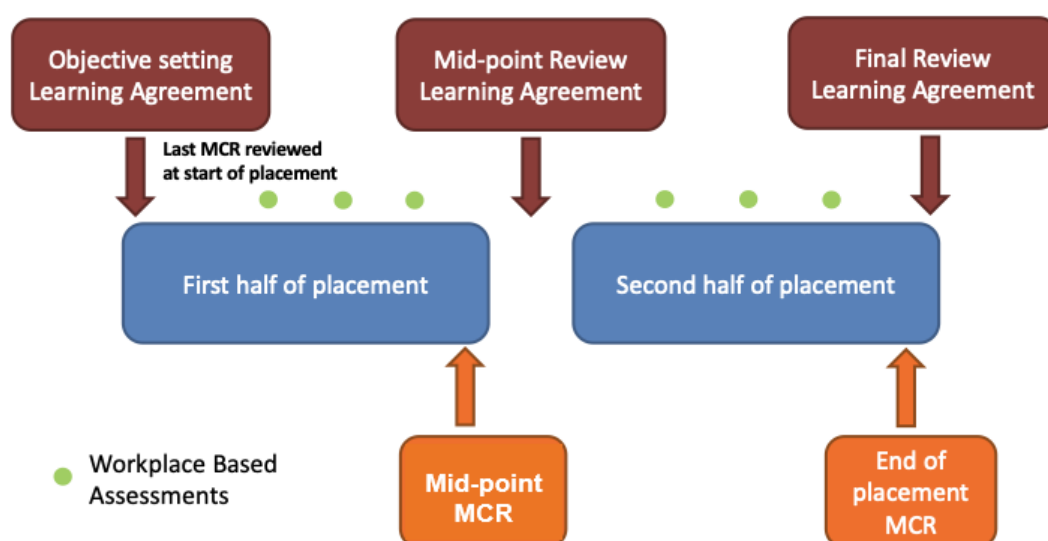 Objective setting
Learning Agreement
Mid-point Review
Learning Agreement
Final Review
Learning Agreement
Last MCR reviewed
at start of placement
First half of placement
Second half of placement
Workplace Based
Assessments
Mid-point
MCR
End of
placement
MCR